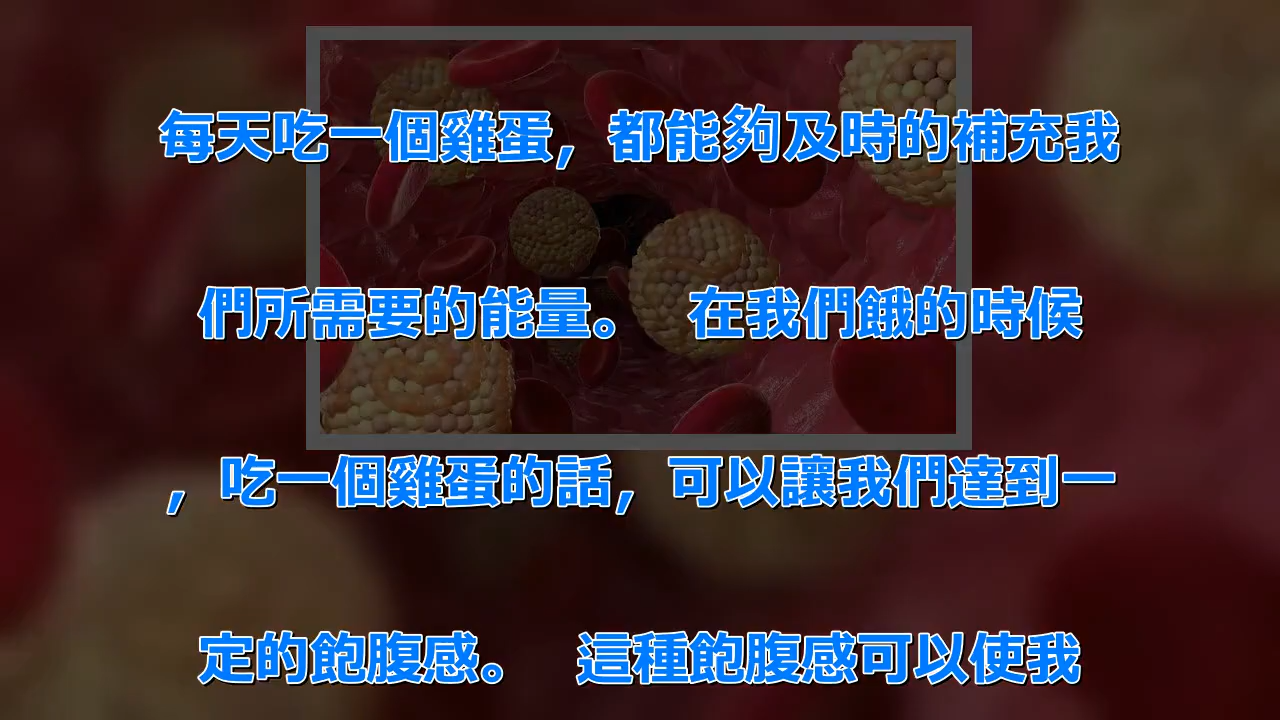 每天吃一個雞蛋，都能夠及時的補充我
們所需要的能量。 在我們餓的時候
，吃一個雞蛋的話，可以讓我們達到一
定的飽腹感。 這種飽腹感可以使我